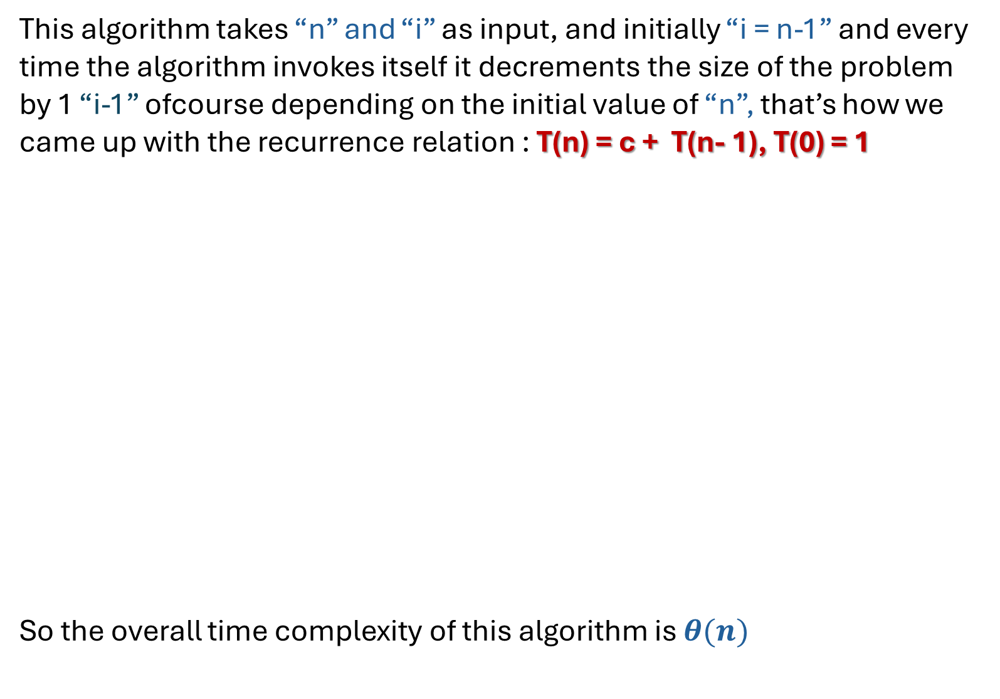 This algorithm takes “n” and “i” as input, and initially “i = n-1” and every
time the algorithm invokes itself it decrements the size of the problem
by 1 “i-1” ofcourse depending on the initial value of “n”, that’s how we
came up with the recurrence relation : T(n) = c + T(n- 1), T(0) = 1
So the overall time complexity of this algorithm is θ(n)